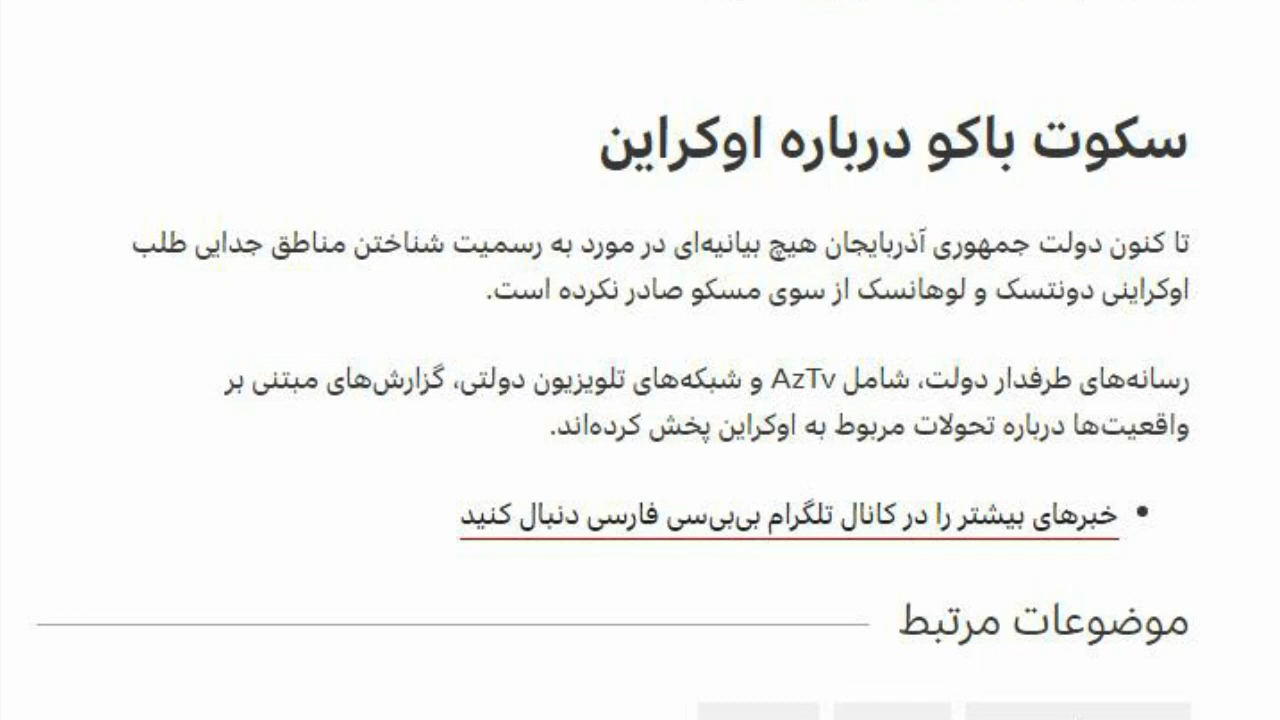 سکوت باکو درباره اوکراین
تا کنون دولت جمهوری آذربایجان هیچ بیانیه‌ای در مورد به رسمیت شناختن مناطق جدایی طلب
اوکراینی دونتسک و لوهانسک از سوی مسکو صادر نکرده است.
رسانه‌های طرفدار دولت، شامل AzTv و شبکه‌های تلویزیون دولتی، گزارش‌های مبتنی بر
واقعیت‌ها درباره تحولات مربوط به اوکراین پخش کرده‌اند.
• خبرهای بیشتر را در کانال تلگرام بی‌بی‌سی فارسی دنبال کنید
موضوعات مرتبط